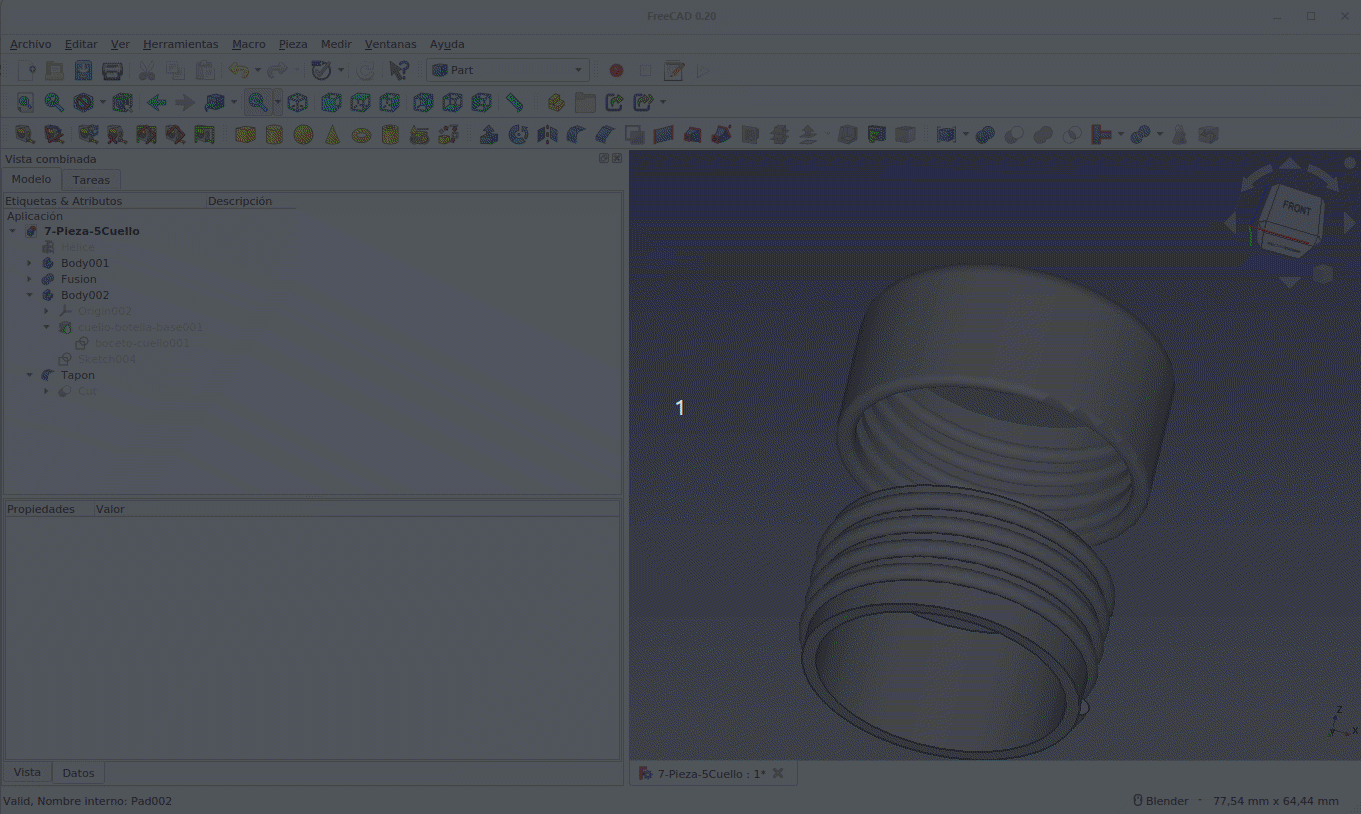 FreeCAD 0.20
Archivo Editar Ver Herramientas Macro Pieza Medir Ventanas Ayuda
Part
Vista combinada
Modelo Tareas
Etiquetas & Atributos Descripción
Aplicación
7-Pieza-5Cuello
Helice
Body001
Fusion
Body002
Origin002
cuello-botella-base001
boceto-cuello001
Sketch004
Tapon
Cut
Propiedades Valor
Vista Datos
FRONT
1
Z
X
7-Pieza-5Cuello : 1*
Valid, Nombre interno: Pad002
Blender 77,54 mm x 64,44 mm